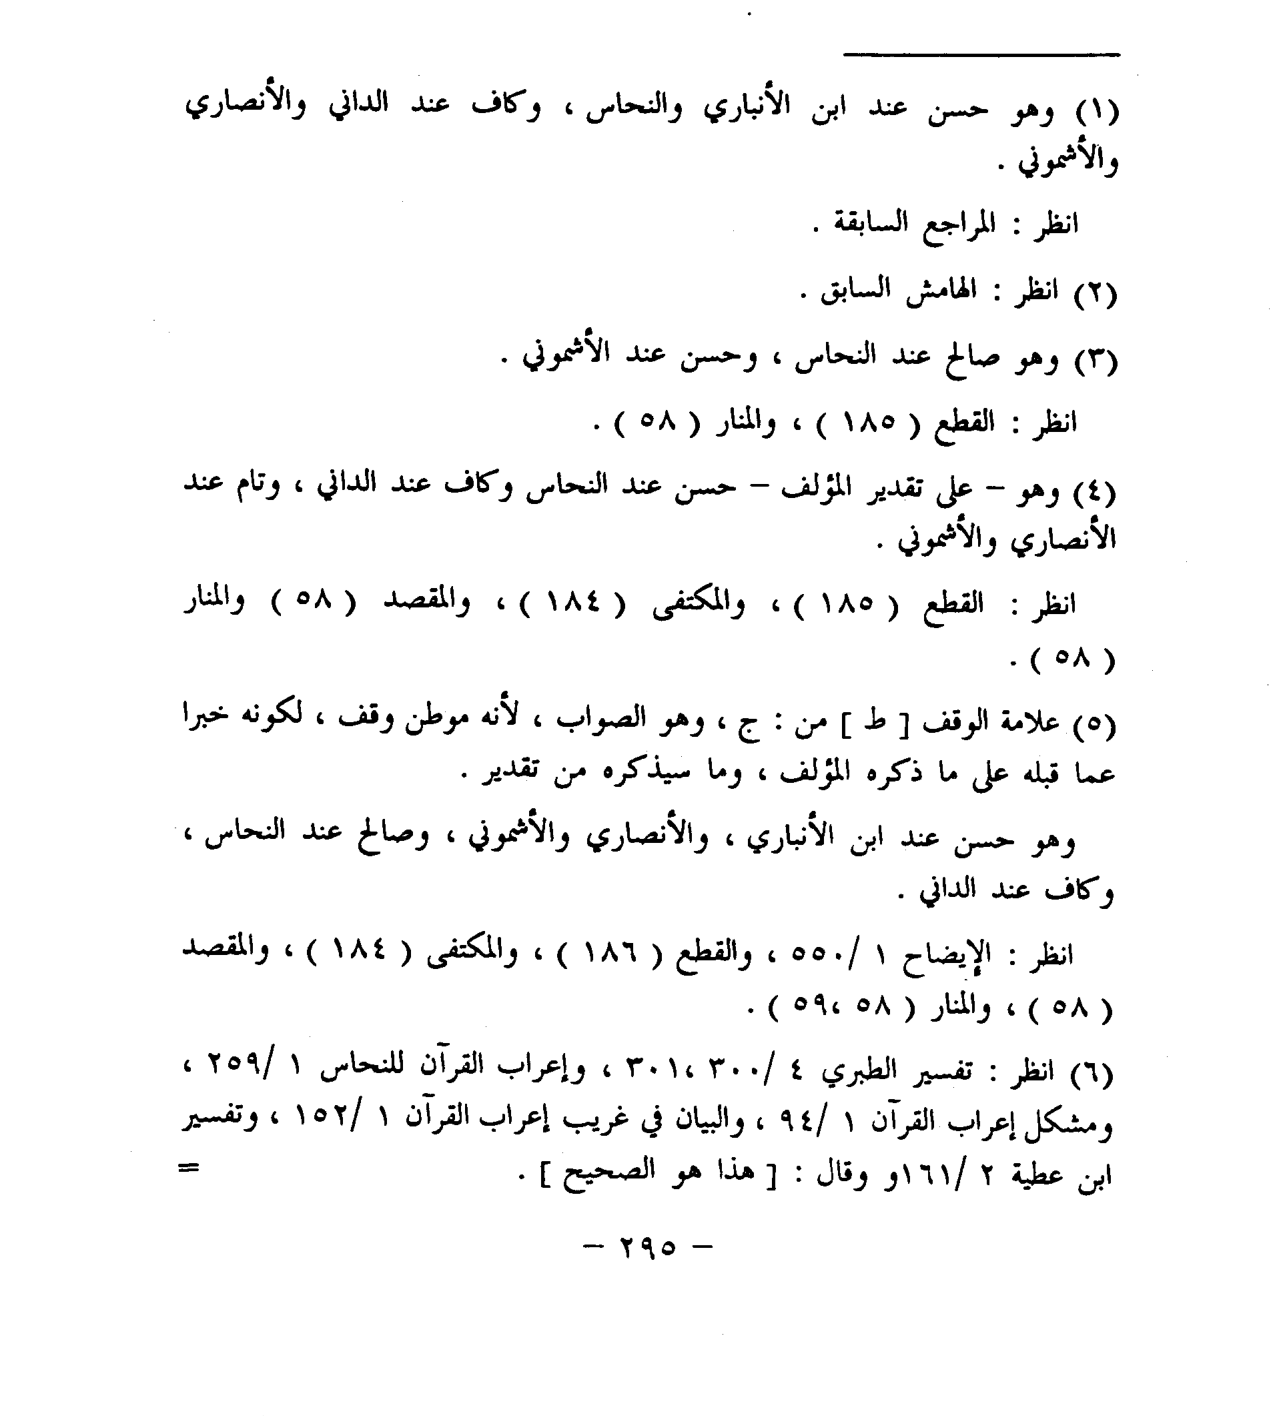 (١) وهو حسن عند ابن الأنباري والنحاس ، وكاف عند الداني والأنصاري
والأشموني .
انظر : المراجع السابقة .
(٢) انظر : الهامش السابق .
(٣) وهو صالح عند النحاس ، وحسن عند الأشموني .
انظر : القطع ( ١٨٥ ) ، والمنار ( ٥٨ ) .
(٤) وهو – على تقدير المؤلف – حسن عند النحاس وكاف عند الداني ، وتام عند
الأنصاري والأشموني .
انظر : القطع ( ١٨٥ ) ، والمكتفى ( ١٨٤ ) ، والمقصد ( ٥٨ ) والمنار
( ٥٨ ) .
(٥) علامة الوقف [ ط ] من : ج ، وهو الصواب ، لأنه موطن وقف ، لكونه خبرا
عما قبله على ما ذكره المؤلف ، وما سيذكره من تقدير .
وهو حسن عند ابن الأنباري ، والأنصاري والأشموني ، وصالح عند النحاس ،
وكاف عند الداني .
انظر : الإيضاح ١ /٥٥٠ ، والقطع ( ١٨٦ ) ، والمكتفى ( ١٨٤ ) ، والمقصد
( ٥٨ ) ، والمنار ( ٥٨ ،٥٩ ) .
(٦) انظر : تفسير الطبري ٤ /٣٠٠ ،٣٠١ ، وإعراب القرآن للنحاس ١ /٢٥٩ ،
ومشكل إعراب القرآن ١ /٩٤ ، والبيان في غريب إعراب القرآن ١ /١٥٢ ، وتفسير
ابن عطية ٢ /١٦١و وقال : [ هذا هو الصحيح ] . =
– ٢٩٥ –